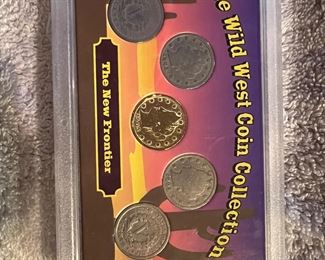 e Wild West Coin Collection
The New Frontier